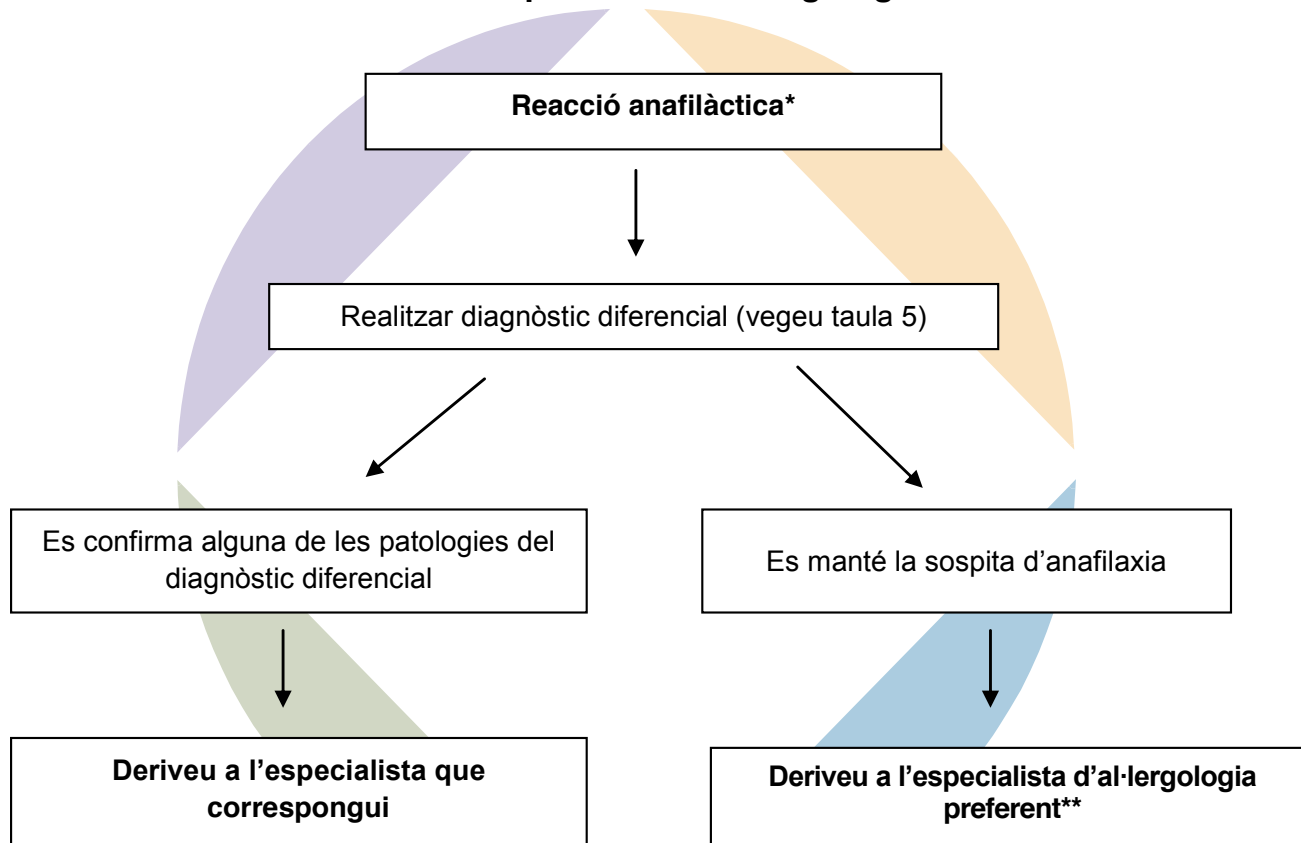 Reacció anafilàctica*
Realitzar diagnòstic diferencial (vegeu taula 5)
Es confirma alguna de les patologies del
diagnòstic diferencial
Es manté la sospita d’anafilaxia
Deriveu a l’especialista que
correspongui
Deriveu a l’especialista d’al·lergologia
preferent**